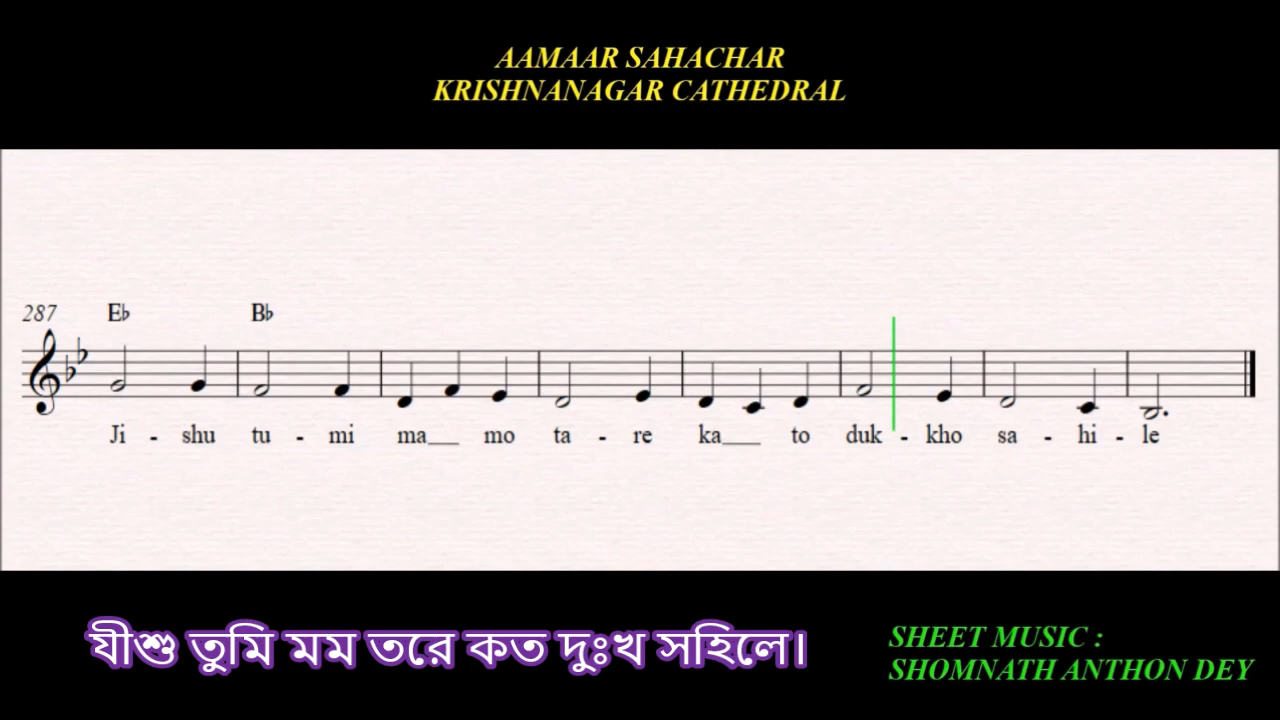 AAMAAR SAHACHAR
KRISHNANAGAR CATHEDRAL
287 E♭ B♭
Ji - shu tu - mi ma__ mo ta - re ka__ to duk - kho sa - hi - le
যীশু তুমি মম তরে কত দুঃখ সহিলে।
SHEET MUSIC :
SHOMNATH ANTHON DEY